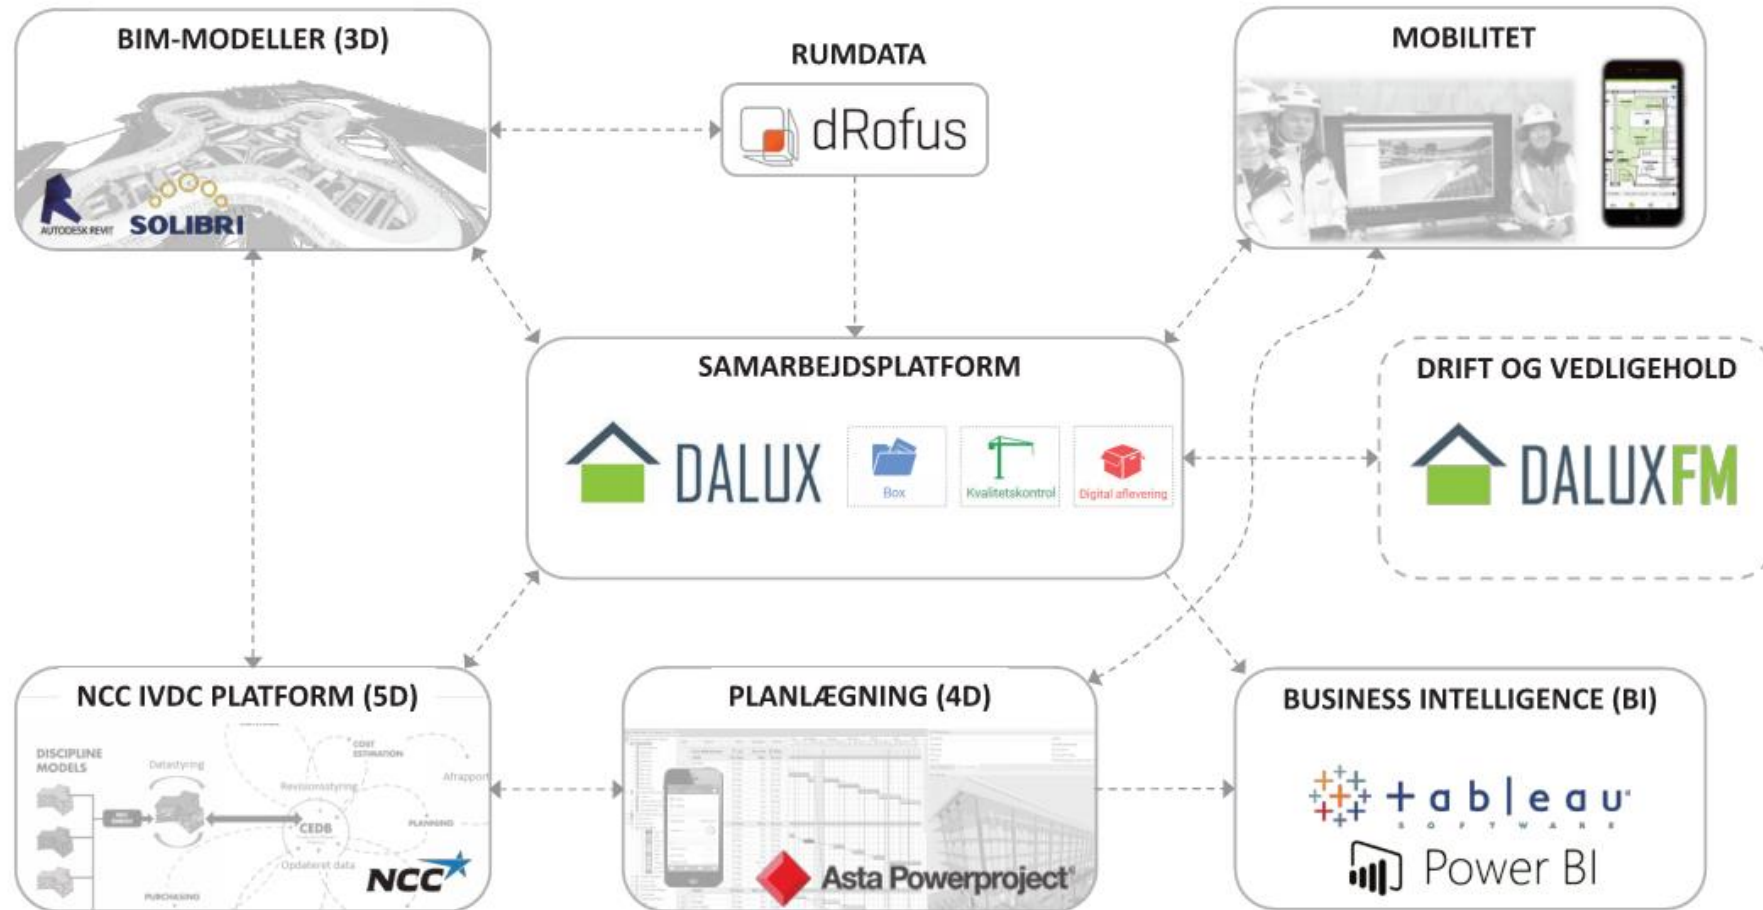 BIM-MODELLER (3D)
AUTODESK REVIT
SOLIBRI
RUMDATA
dRofus
MOBILITET
SAMARBEJDSPLATFORM
DALUX
Box
Kvalitetskontrol
Digital aflevering
DRIFT OG VEDLIGEHOLD
DALUXFM
NCC IVDC PLATFORM (5D)
DISCIPLINE
MODELS
Datastyring
COST
ESTIMATION
Revisionsstyring
Afrapport
CEDB
PLANNING
Opdateret data
PURCHASING
NCC
PLANLÆGNING (4D)
Asta Powerproject
BUSINESS INTELLIGENCE (BI)
+ableau
SOFTWARE
Power BI